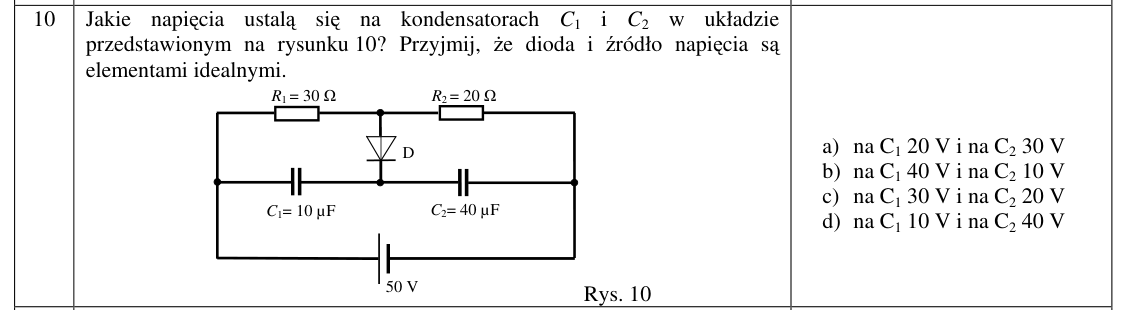 10
Jakie napięcia ustalą się na kondensatorach C₁ i C₂ w układzie
przedstawionym na rysunku 10? Przyjmij, że dioda i źródło napięcia są
elementami idealnymi.
R₁= 30 Ω
R₂= 20 Ω
D
C₁= 10 μF
C₂= 40 μF
50 V
Rys. 10
a) na C₁ 20 V i na C₂ 30 V
b) na C₁ 40 V i na C₂ 10 V
c) na C₁ 30 V i na C₂ 20 V
d) na C₁ 10 V i na C₂ 40 V